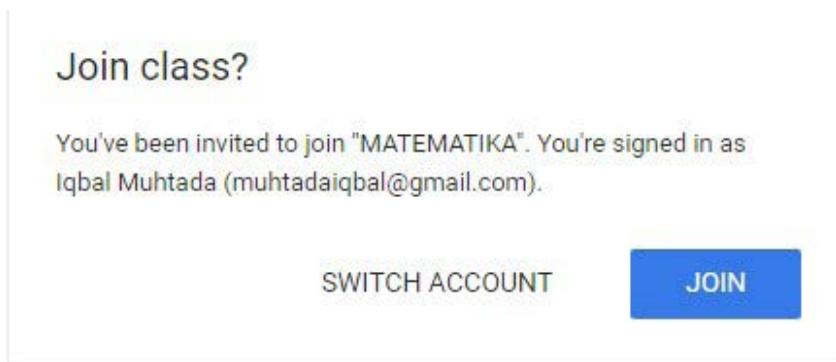 Join class?
You've been invited to join "MATEMATIKA". You're signed in as
Iqbal Muhtada (muhtadaiqbal@gmail.com).
SWITCH ACCOUNT JOIN